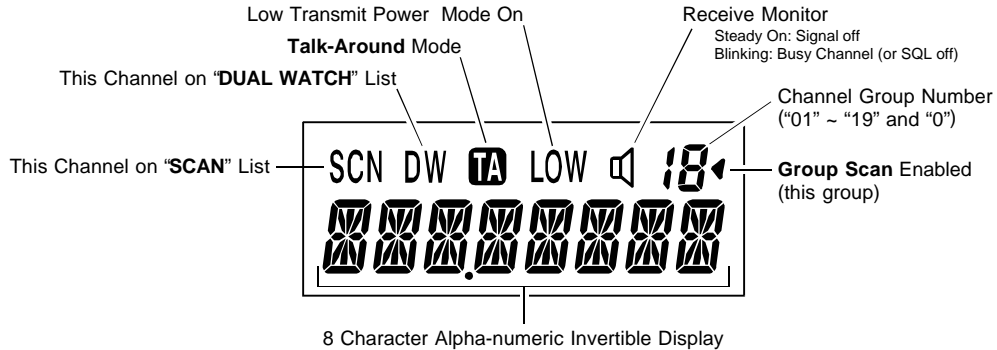 Low Transmit Power Mode On
Receive Monitor
Steady On: Signal off
Blinking: Busy Channel (or SQL off)
Talk-Around Mode
This Channel on “DUAL WATCH” List
Channel Group Number
(“01” ~ “19” and “0”)
This Channel on “SCAN” List
SCN DW TA LOW 18
Group Scan Enabled
(this group)
8 Character Alpha-numeric Invertible Display